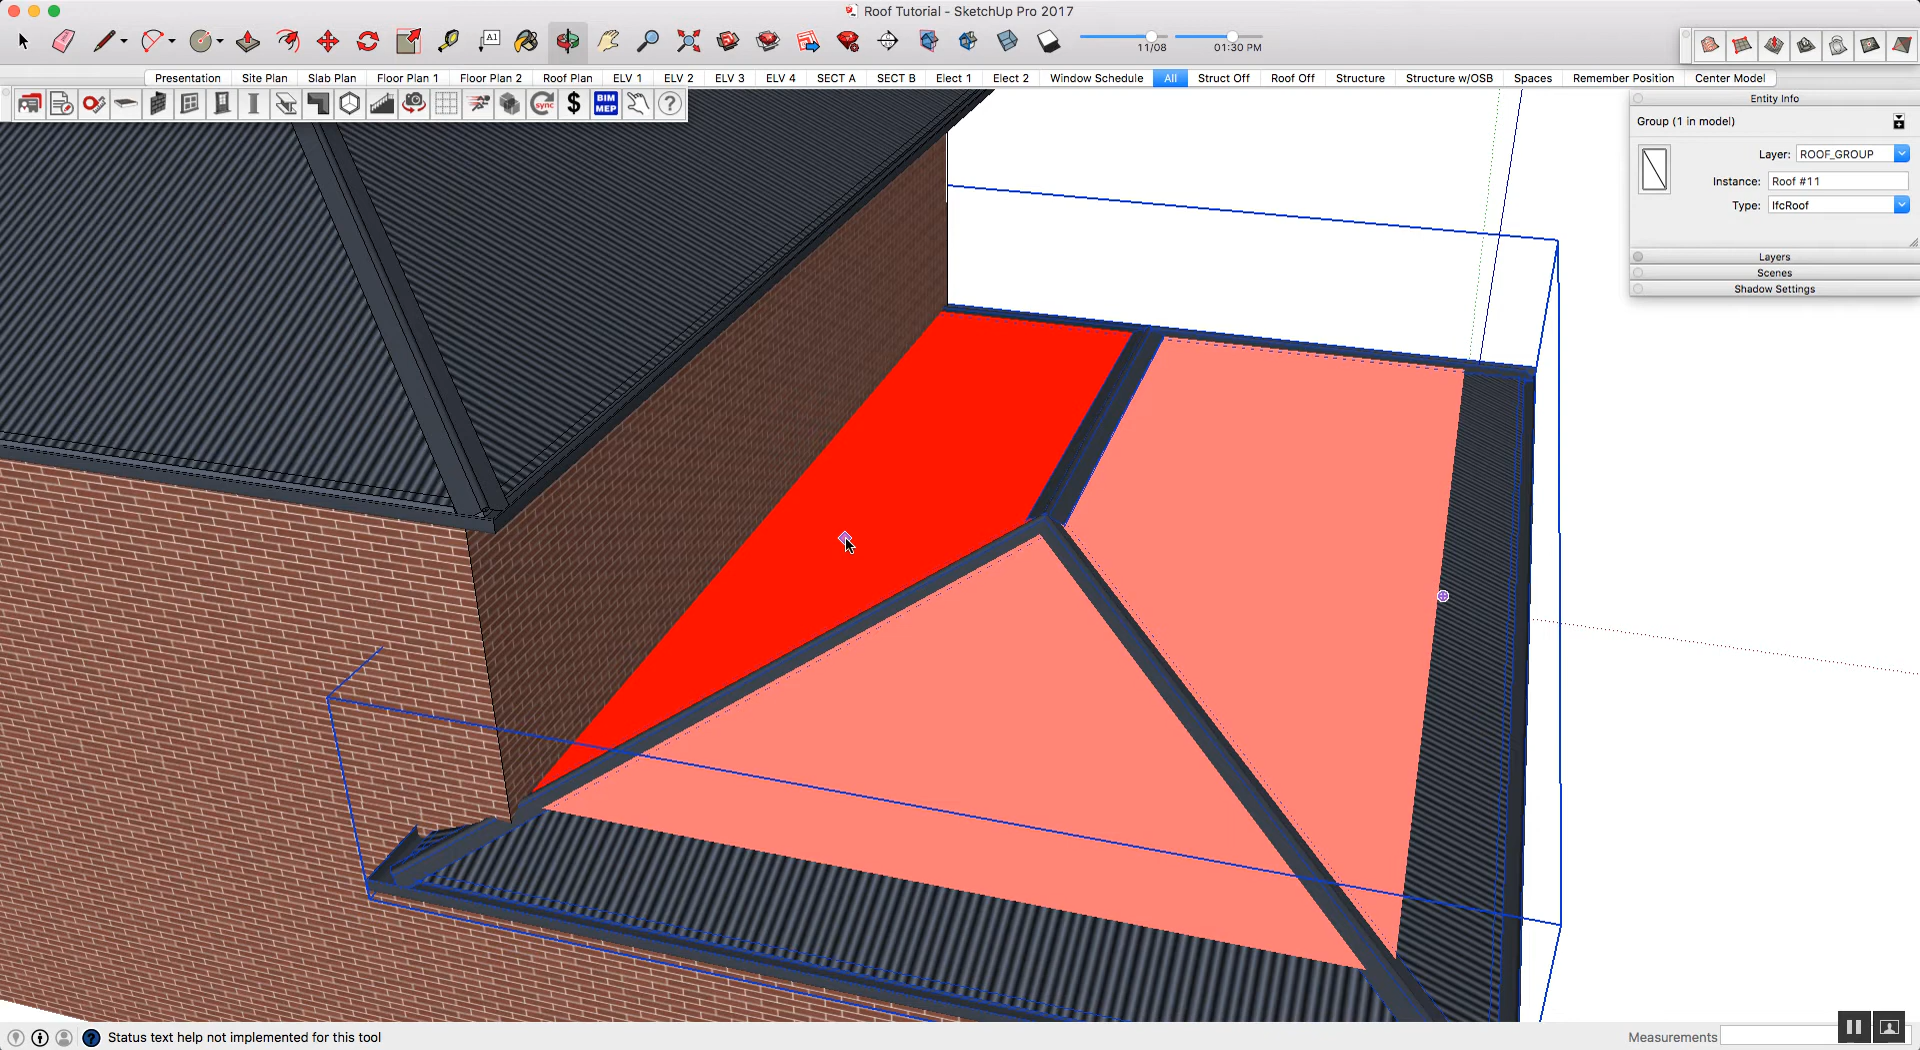 Roof Tutorial - SketchUp Pro 2017
A1
11/08
01:30 PM
Presentation
Site Plan
Slab Plan
Floor Plan 1
Floor Plan 2
Roof Plan
ELV 1
ELV 2
ELV 3
ELV 4
SECT A
SECT B
Elect 1
Elect 2
Window Schedule
All
Struct Off
Roof Off
Structure
Structure w/OSB
Spaces
Remember Position
Center Model
sync
$
BIM
MEP
?
Entity Info
Group (1 in model)
Layer: ROOF_GROUP
Instance: Roof #11
Type: IfcRoof
Layers
Scenes
Shadow Settings
? Status text help not implemented for this tool
Measurements